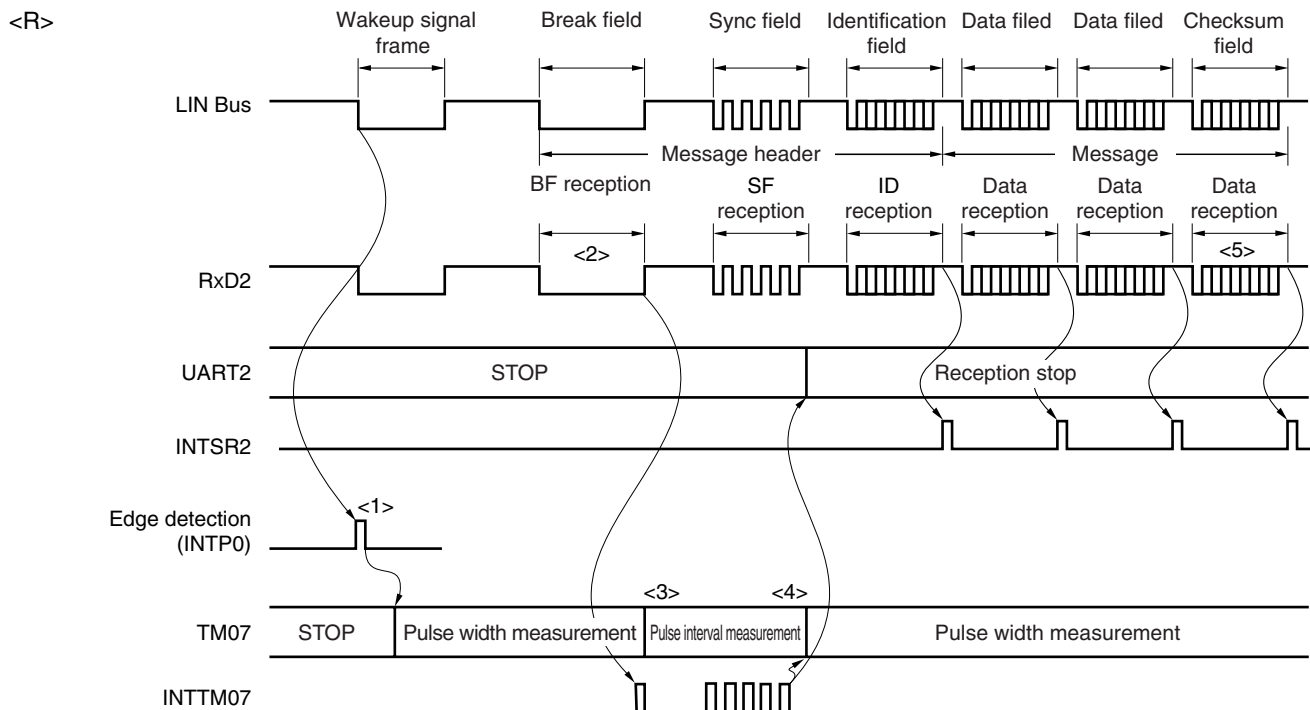 <R>
Wakeup signal frame
Break field
Sync field
Identification field
Data filed
Data filed
Checksum field
LIN Bus
Message header
Message
BF reception
SF reception
ID reception
Data reception
Data reception
Data reception
<2>
<5>
RxD2
UART2
STOP
Reception stop
INTSR2
Edge detection (INTP0)
<1>
<3>
<4>
TM07
STOP
Pulse width measurement
Pulse interval measurement
Pulse width measurement
INTTM07